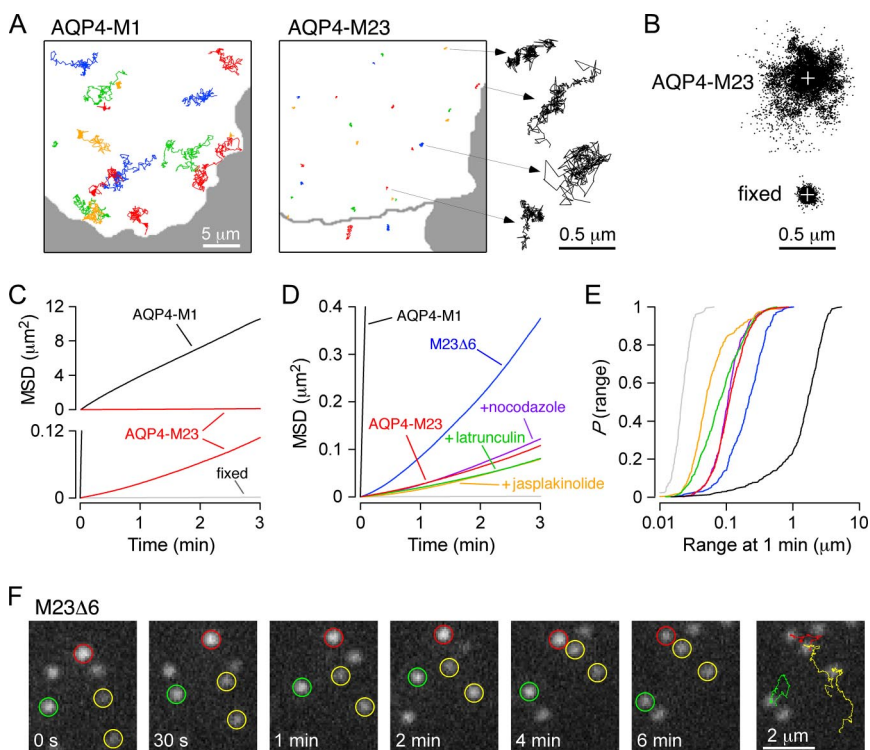 A
AQP4-M1
5 μm
AQP4-M23
0.5 μm
B
AQP4-M23
fixed
0.5 μm
C
MSD (μm2)
12
8
4
0
AQP4-M1
0.12
0
AQP4-M23
fixed
0 1 2 3
Time (min)
D
MSD (μm²)
0.4
0.3
0.2
0.1
0
AQP4-M1
M23Δ6
+nocodazole
AQP4-M23
+latrunculin
+jasplakinolide
0 1 2 3
Time (min)
E
P(range)
1
0.8
0.6
0.4
0.2
0
0.01 0.1 1 10
Range at 1 min (μm)
F
M23Δ6
0 s
30 s
1 min
2 min
4 min
6 min
2 μm